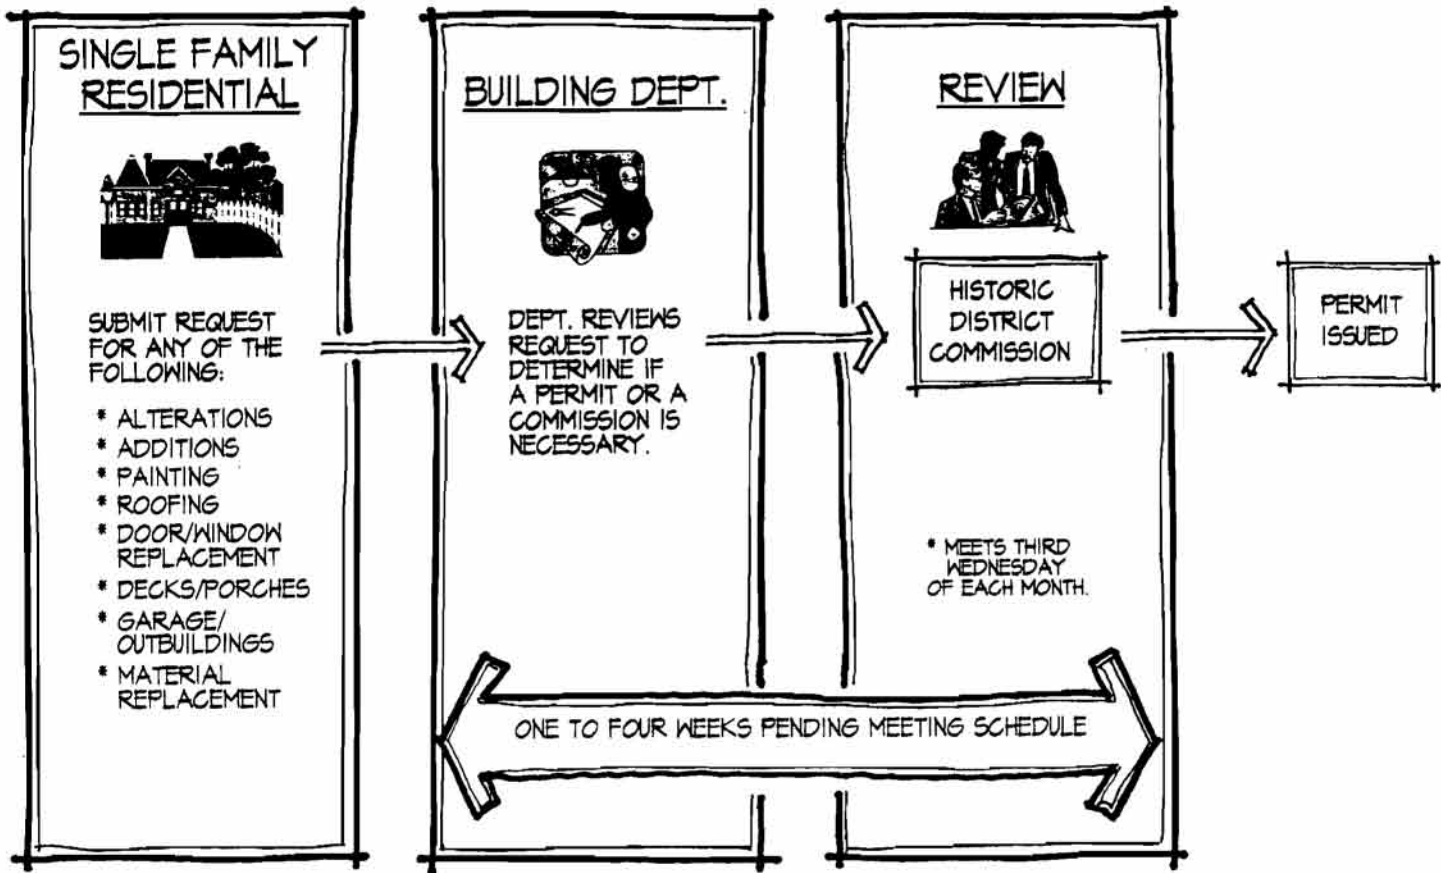 SINGLE FAMILY
RESIDENTIAL
SUBMIT REQUEST
FOR ANY OF THE
FOLLOWING:
* ALTERATIONS
* ADDITIONS
* PAINTING
* ROOFING
* DOOR/WINDOW
REPLACEMENT
* DECKS/PORCHES
* GARAGE/
OUTBUILDINGS
* MATERIAL
REPLACEMENT
BUILDING DEPT.
DEPT. REVIEWS
REQUEST TO
DETERMINE IF
A PERMIT OR A
COMMISSION IS
NECESSARY.
REVIEW
HISTORIC
DISTRICT
COMMISSION
* MEETS THIRD
WEDNESDAY
OF EACH MONTH.
ONE TO FOUR WEEKS PENDING MEETING SCHEDULE
PERMIT
ISSUED